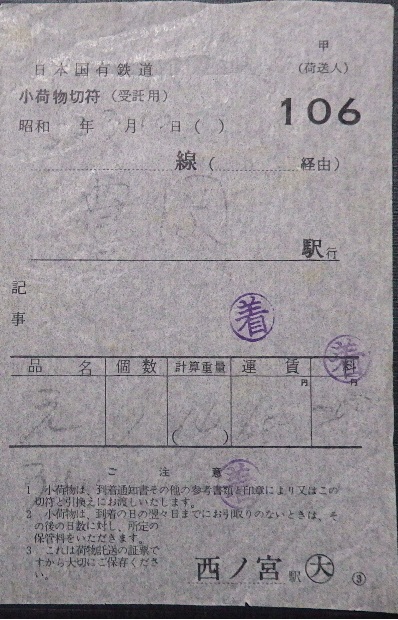 甲
日本国有鉄道 (荷送人)
小荷物切符(受託用) 106
昭和 年 月 日( )
線( 経由)
駅行
記
事
着
着
品名 個数 計算重量 運賃 料
円 円
( )
着
ご注意
1 小荷物は、到着通知書その他の参考書類と印章により又はこの
切符と引換えにお渡しいたします。
2 小荷物は、到着の日の翌々日までにお引取りのないときは、そ
の後の日数に対し、所定の
保管料をいただきます。
3 これは荷物託送の証票で
すから大切にご保存くださ
い。
西ノ宮駅 大 ③